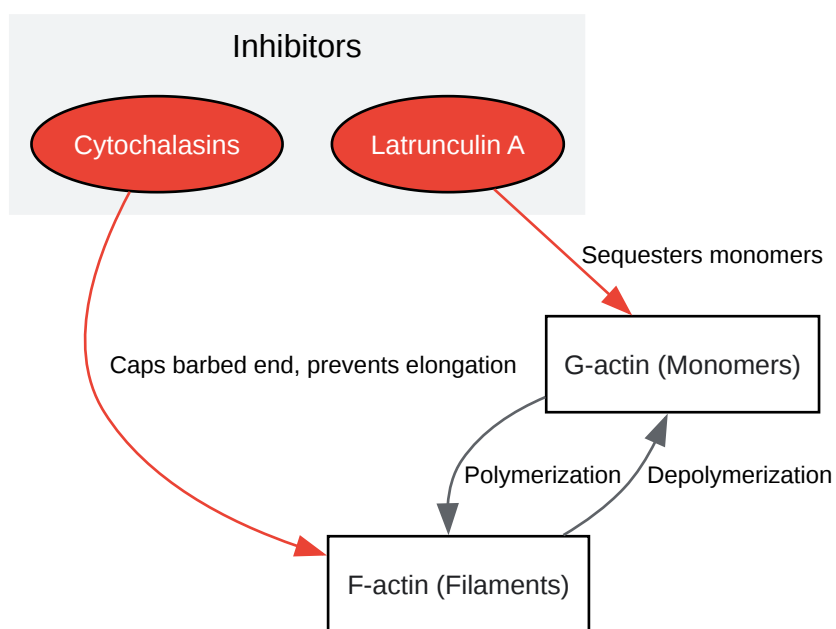 Inhibitors
Cytochalasins
Latrunculin A
Sequesters monomers
Caps barbed end, prevents elongation
G-actin (Monomers)
Polymerization
Depolymerization
F-actin (Filaments)